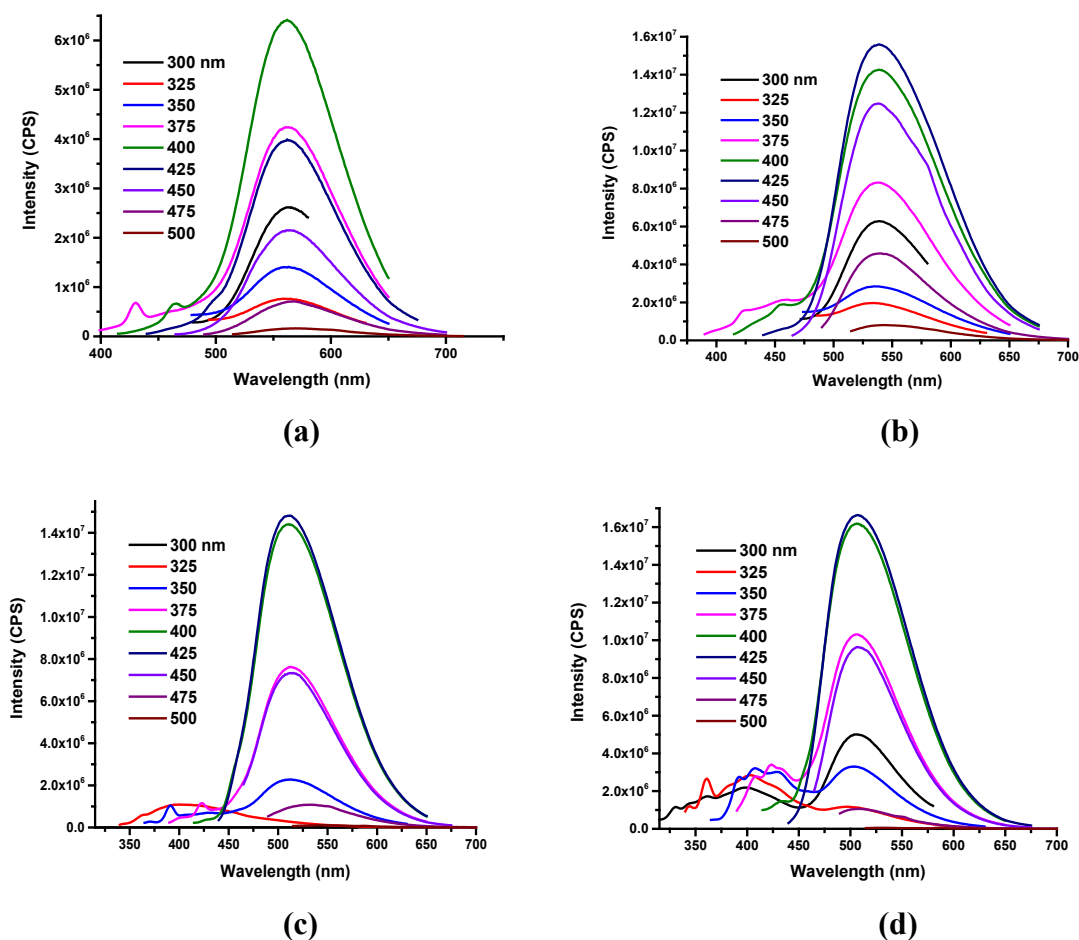 6x10⁶
5x10⁶
4x10⁶
3x10⁶
2x10⁶
1x10⁶
0
Intensity (CPS)
300 nm
325
350
375
400
425
450
475
500
400 500 600 700
Wavelength (nm)
(a)
1.6x10⁷
1.4x10⁷
1.2x10⁷
1.0x10⁷
8.0x10⁶
6.0x10⁶
4.0x10⁶
2.0x10⁶
0.0
Intensity (CPS)
300 nm
325
350
375
400
425
450
475
500
400 450 500 550 600 650 700
Wavelength (nm)
(b)
1.4x10⁷
1.2x10⁷
1.0x10⁷
8.0x10⁶
6.0x10⁶
4.0x10⁶
2.0x10⁶
0.0
Intensity (CPS)
300 nm
325
350
375
400
425
450
475
500
350 400 450 500 550 600 650 700
Wavelength (nm)
(c)
1.6x10⁷
1.4x10⁷
1.2x10⁷
1.0x10⁷
8.0x10⁶
6.0x10⁶
4.0x10⁶
2.0x10⁶
0.0
Intensity (CPS)
300 nm
325
350
375
400
425
450
475
500
350 400 450 500 550 600 650 700
Wavelength (nm)
(d)